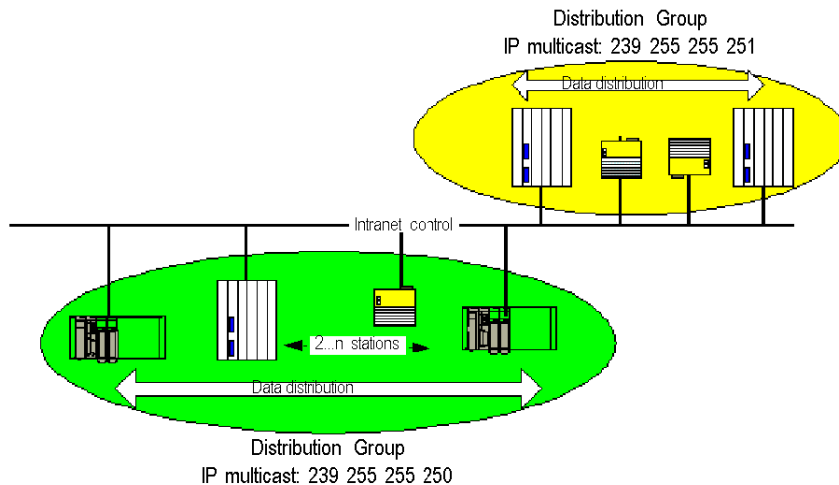 Distribution Group
IP multicast: 239 255 255 251
Data distribution
Intranet control
2...n stations
Data distribution
Distribution Group
IP multicast: 239 255 255 250